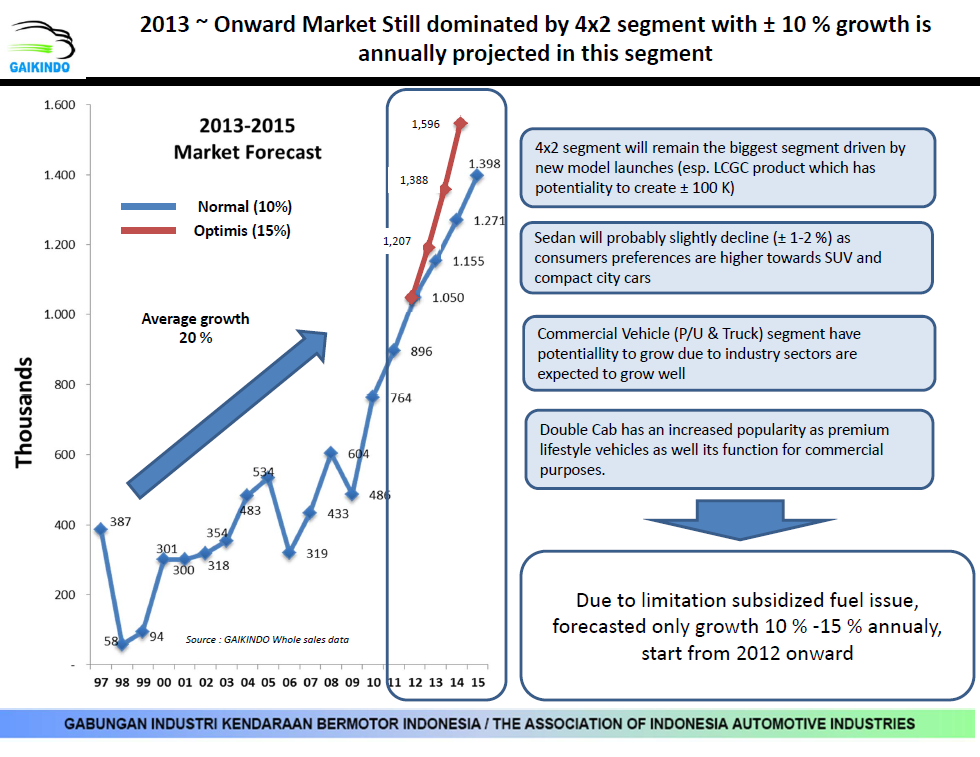 2013 ~ Onward Market Still dominated by 4x2 segment with ± 10 % growth is
annually projected in this segment
GAIKINDO
2013-2015
Market Forecast
Normal (10%)
Optimis (15%)
Average growth
20 %
Thousands
1.600
1.400
1.200
1.000
800
600
400
200
-
387
58
94
301
300
318
354
483
534
319
433
604
486
764
896
1.050
1.155
1.271
1,398
1,207
1,388
1,596
Source : GAIKINDO Whole sales data
97 98 99 00 01 02 03 04 05 06 07 08 09 10 11 12 13 14 15
4x2 segment will remain the biggest segment driven by
new model launches (esp. LCGC product which has
potentiality to create ± 100 K)
Sedan will probably slightly decline (± 1-2 %) as
consumers preferences are higher towards SUV and
compact city cars
Commercial Vehicle (P/U & Truck) segment have
potentiallity to grow due to industry sectors are
expected to grow well
Double Cab has an increased popularity as premium
lifestyle vehicles as well its function for commercial
purposes.
Due to limitation subsidized fuel issue,
forecasted only growth 10 % -15 % annualy,
start from 2012 onward
GABUNGAN INDUSTRI KENDARAAN BERMOTOR INDONESIA / THE ASSOCIATION OF INDONESIA AUTOMOTIVE INDUSTRIES